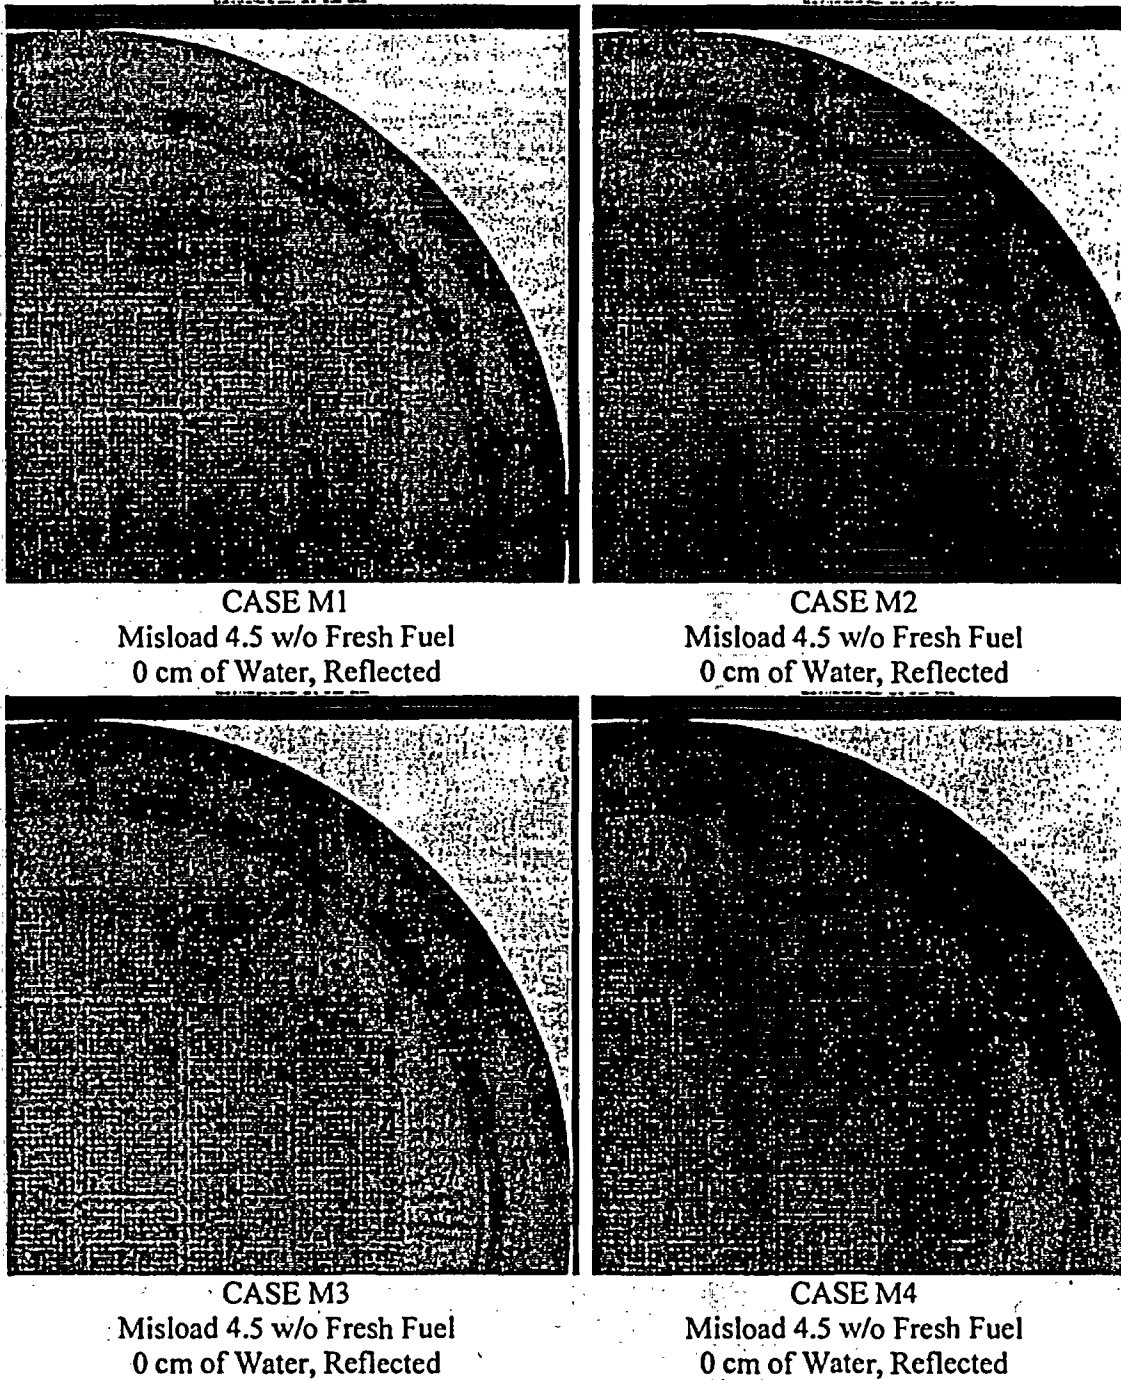 CASE M1
Misload 4.5 w/o Fresh Fuel
0 cm of Water, Reflected
CASE M2
Misload 4.5 w/o Fresh Fuel
0 cm of Water, Reflected
CASE M3
Misload 4.5 w/o Fresh Fuel
0 cm of Water, Reflected
CASE M4
Misload 4.5 w/o Fresh Fuel
0 cm of Water, Reflected